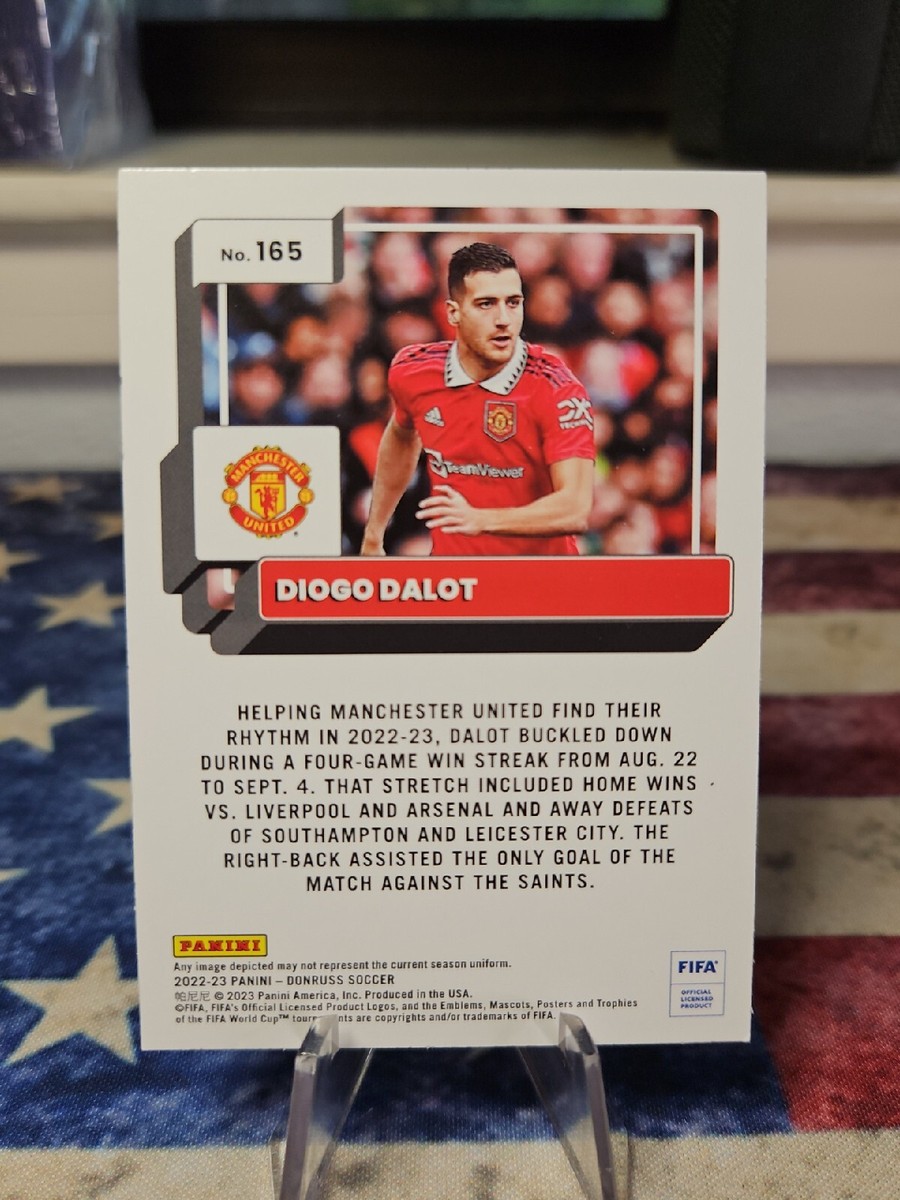 No. 165
MANCHESTER
UNITED
adidas
TeamViewer
DIOGO DALOT
HELPING MANCHESTER UNITED FIND THEIR
RHYTHM IN 2022-23, DALOT BUCKLED DOWN
DURING A FOUR-GAME WIN STREAK FROM AUG. 22
TO SEPT. 4. THAT STRETCH INCLUDED HOME WINS
VS. LIVERPOOL AND ARSENAL AND AWAY DEFEATS
OF SOUTHAMPTON AND LEICESTER CITY. THE
RIGHT-BACK ASSISTED THE ONLY GOAL OF THE
MATCH AGAINST THE SAINTS.
PANINI
Any image depicted may not represent the current season uniform.
2022-23 PANINI – DONRUSS SOCCER
帕尼尼 © 2023 Panini America, Inc. Produced in the USA.
©FIFA, FIFA's Official Licensed Product Logos, and the Emblems, Mascots, Posters and Trophies
of the FIFA World Cup™ tournaments are copyrights and/or trademarks of FIFA.
FIFA®
OFFICIAL
LICENSED
PRODUCT